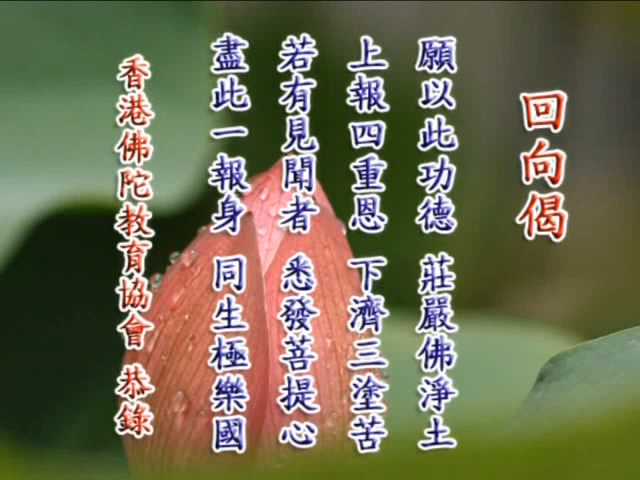 回向偈
願以此功德 莊嚴佛淨土
上報四重恩 下濟三塗苦
若有見聞者 悉發菩提心
盡此一報身 同生極樂國
香港佛陀教育協會 恭錄